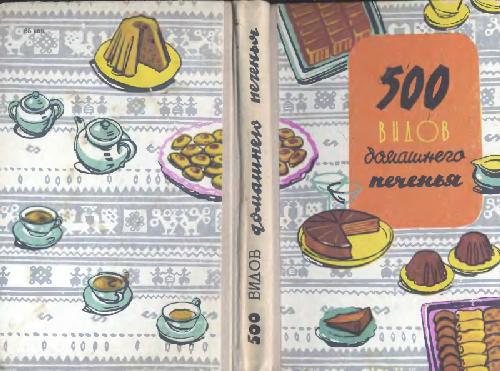 500 ВИДОВ домашнего печенья
500
ВИДОВ
домашнего
печенья